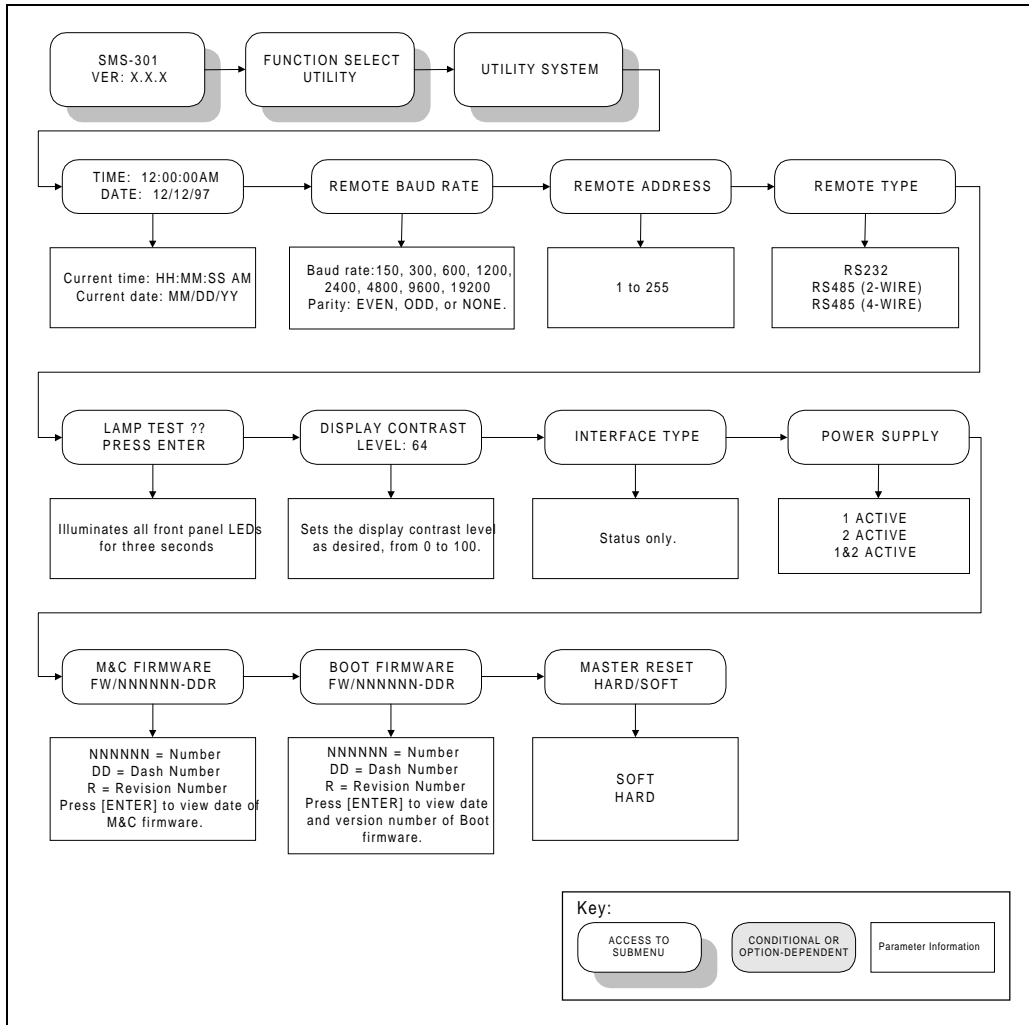 SMS-301
VER: X.X.X
FUNCTION SELECT
UTILITY
UTILITY SYSTEM
TIME: 12:00:00AM
DATE: 12/12/97
REMOTE BAUD RATE
REMOTE ADDRESS
REMOTE TYPE
Current time: HH:MM:SS AM
Current date: MM/DD/YY
Baud rate:150, 300, 600, 1200,
2400, 4800, 9600, 19200
Parity: EVEN, ODD, or NONE.
1 to 255
RS232
RS485 (2-WIRE)
RS485 (4-WIRE)
LAMP TEST ??
PRESS ENTER
DISPLAY CONTRAST
LEVEL: 64
INTERFACE TYPE
POWER SUPPLY
Illuminates all front panel LEDs
for three seconds
Sets the display contrast level
as desired, from 0 to 100.
Status only.
1 ACTIVE
2 ACTIVE
1&2 ACTIVE
M&C FIRMWARE
FW/NNNNNN-DDR
BOOT FIRMWARE
FW/NNNNNN-DDR
MASTER RESET
HARD/SOFT
NNNNNN = Number
DD = Dash Number
R = Revision Number
Press [ENTER] to view date of
M&C firmware.
NNNNNN = Number
DD = Dash Number
R = Revision Number
Press [ENTER] to view date
and version number of Boot
firmware.
SOFT
HARD
Key:
ACCESS TO
SUBMENU
CONDITIONAL OR
OPTION-DEPENDENT
Parameter Information